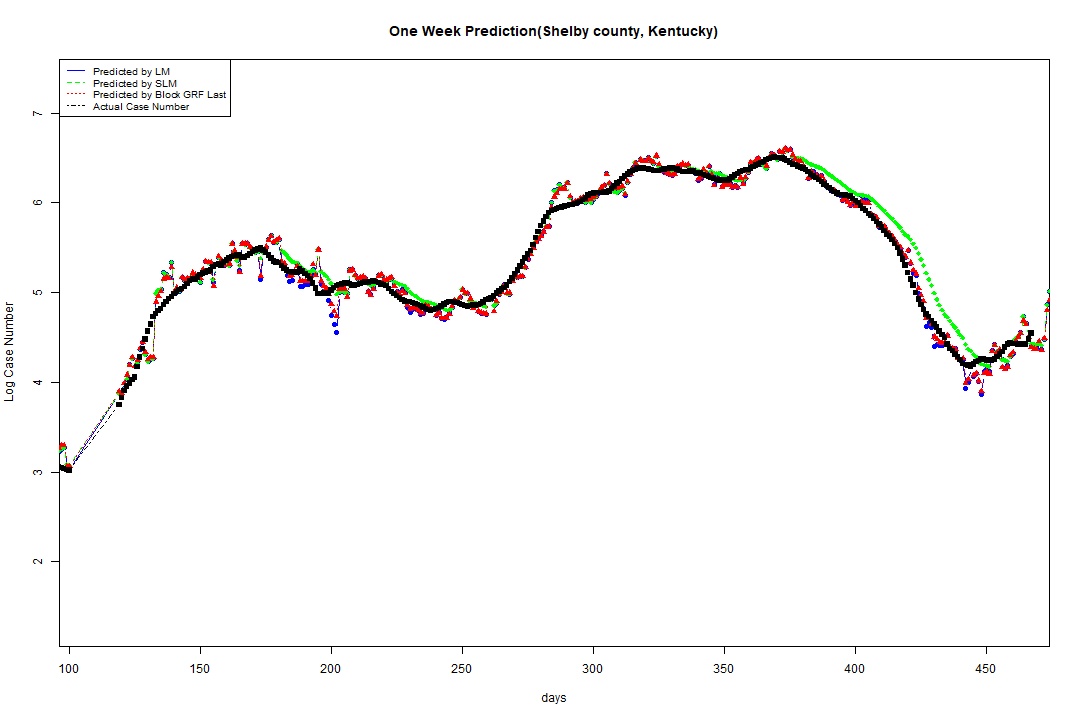 One Week Prediction(Shelby county, Kentucky)
Predicted by LM
Predicted by SLM
Predicted by Block GRF Last
Actual Case Number
7
6
5
4
3
2
Log Case Number
100 150 200 250 300 350 400 450
days